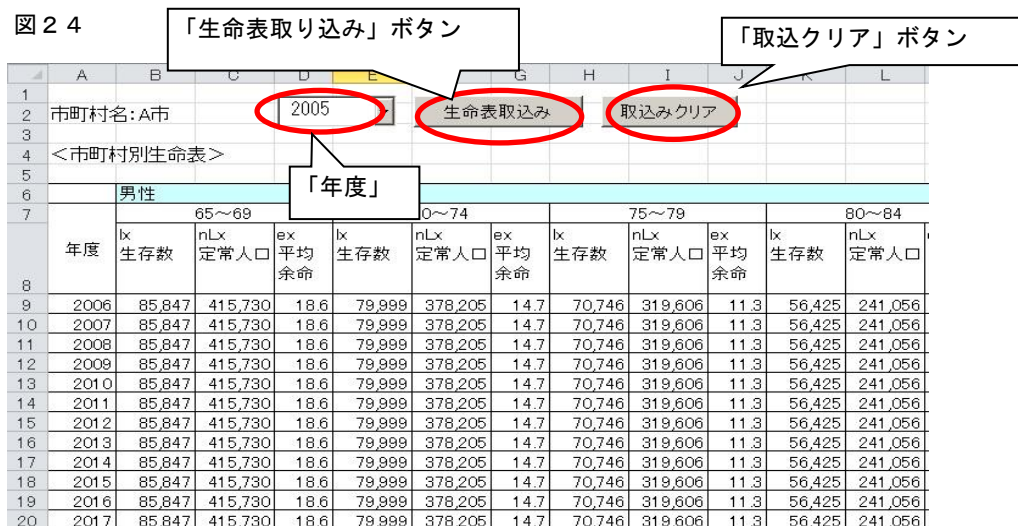 図２４
「生命表取り込み」ボタン
「取込クリア」ボタン
A B C D E G H I J K L
1
2 市町村名:A市 2005 生命表取込み 取込みクリア
3
4 <市町村別生命表>
5
「年度」
6 男性
7 65~69 0~74 75~79 80~84
8 年度 lx 生存数 nLx 定常人口 ex 平均余命 lx 生存数 nLx 定常人口 ex 平均余命 lx 生存数 nLx 定常人口 ex 平均余命 lx 生存数 nLx 定常人口
9 2006 85,847 415,730 18.6 79,999 378,205 14.7 70,746 319,606 11.3 56,425 241,056
10 2007 85,847 415,730 18.6 79,999 378,205 14.7 70,746 319,606 11.3 56,425 241,056
11 2008 85,847 415,730 18.6 79,999 378,205 14.7 70,746 319,606 11.3 56,425 241,056
12 2009 85,847 415,730 18.6 79,999 378,205 14.7 70,746 319,606 11.3 56,425 241,056
13 2010 85,847 415,730 18.6 79,999 378,205 14.7 70,746 319,606 11.3 56,425 241,056
14 2011 85,847 415,730 18.6 79,999 378,205 14.7 70,746 319,606 11.3 56,425 241,056
15 2012 85,847 415,730 18.6 79,999 378,205 14.7 70,746 319,606 11.3 56,425 241,056
16 2013 85,847 415,730 18.6 79,999 378,205 14.7 70,746 319,606 11.3 56,425 241,056
17 2014 85,847 415,730 18.6 79,999 378,205 14.7 70,746 319,606 11.3 56,425 241,056
18 2015 85,847 415,730 18.6 79,999 378,205 14.7 70,746 319,606 11.3 56,425 241,056
19 2016 85,847 415,730 18.6 79,999 378,205 14.7 70,746 319,606 11.3 56,425 241,056
20 2017 85,847 415,730 18.6 79,999 378,205 14.7 70,746 319,606 11.3 56,425 241,056